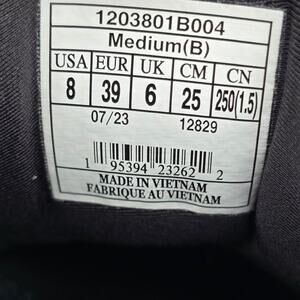 1203801B004
Medium(B)
USA EUR UK CM CN
8 39 6 25 250(1.5)
07/23 12829
1 95394 23262 2
MADE IN VIETNAM
FABRIQUE AU VIETNAM